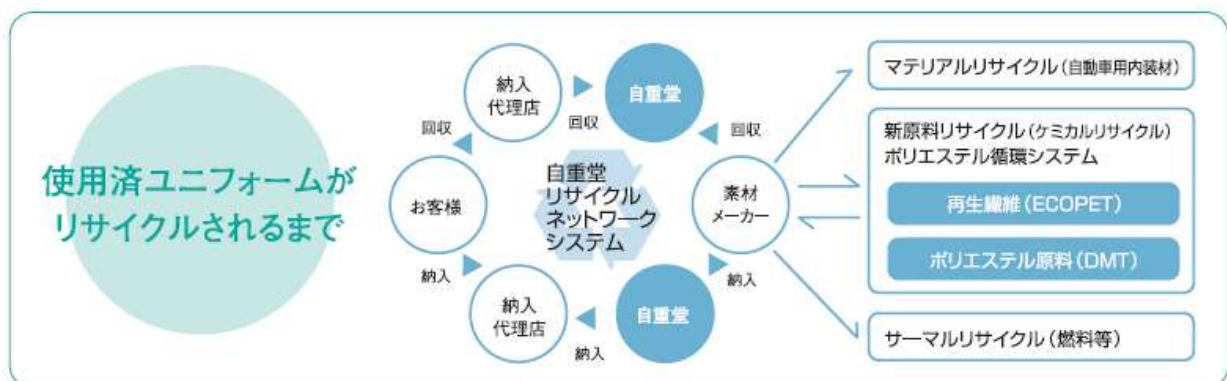 使用済ユニフォームが
リサイクルされるまで
納入
代理店
自重堂
回収
回収
回収
お客様
自重堂
リサイクル
ネットワーク
システム
素材
メーカー
納入
納入
代理店
納入
自重堂
納入
マテリアルリサイクル(自動車用内装材)
新原料リサイクル(ケミカルリサイクル)
ポリエステル循環システム
再生繊維(ECOPET)
ポリエステル原料(DMT)
サーマルリサイクル(燃料等)